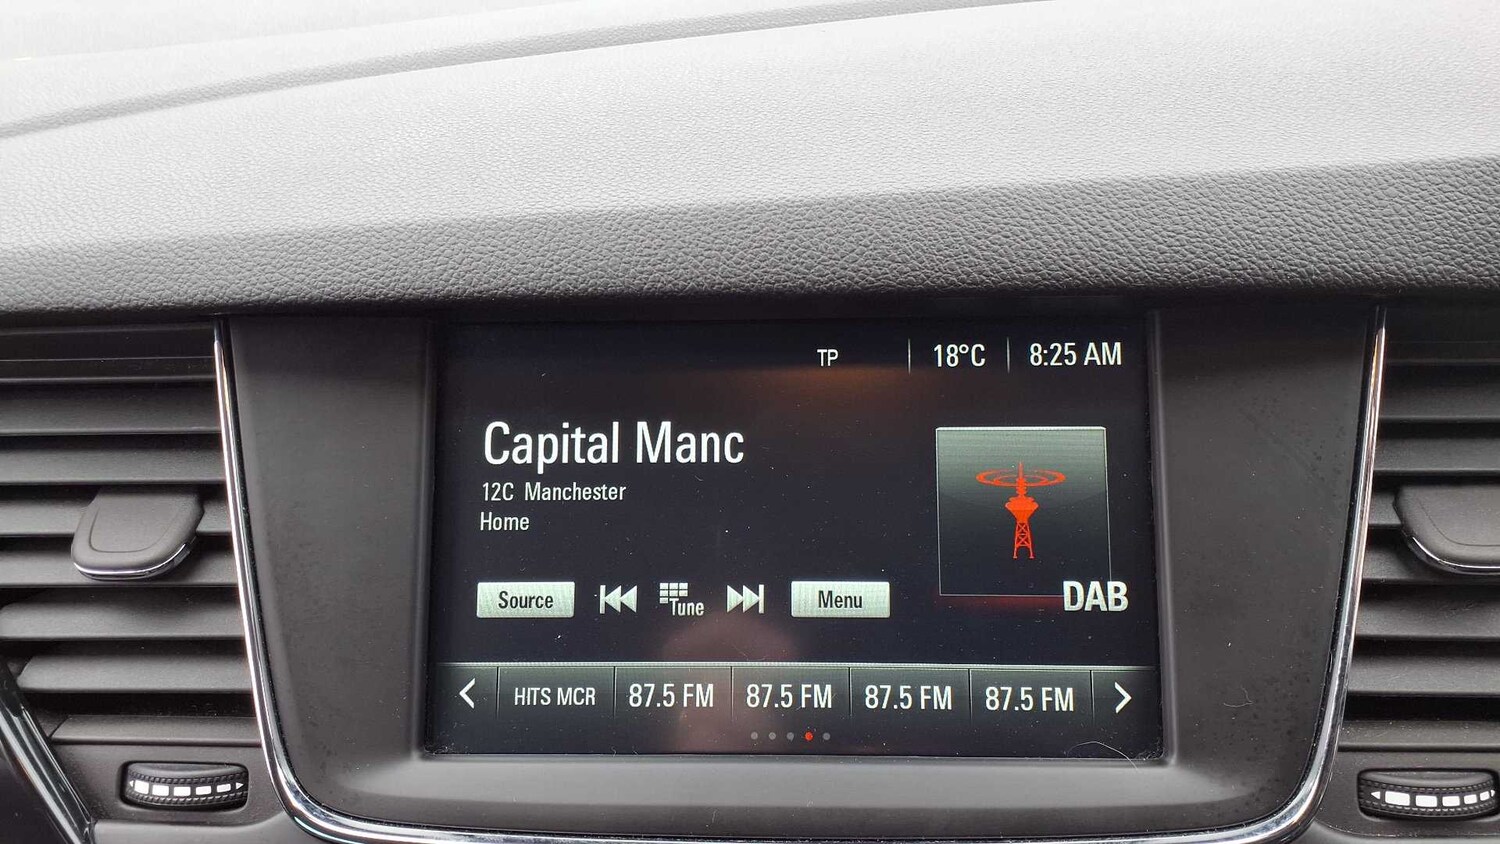 TP 18°C 8:25 AM
Capital Manc
12C Manchester
Home
Source Tune Menu
DAB
HITS MCR 87.5 FM 87.5 FM 87.5 FM 87.5 FM